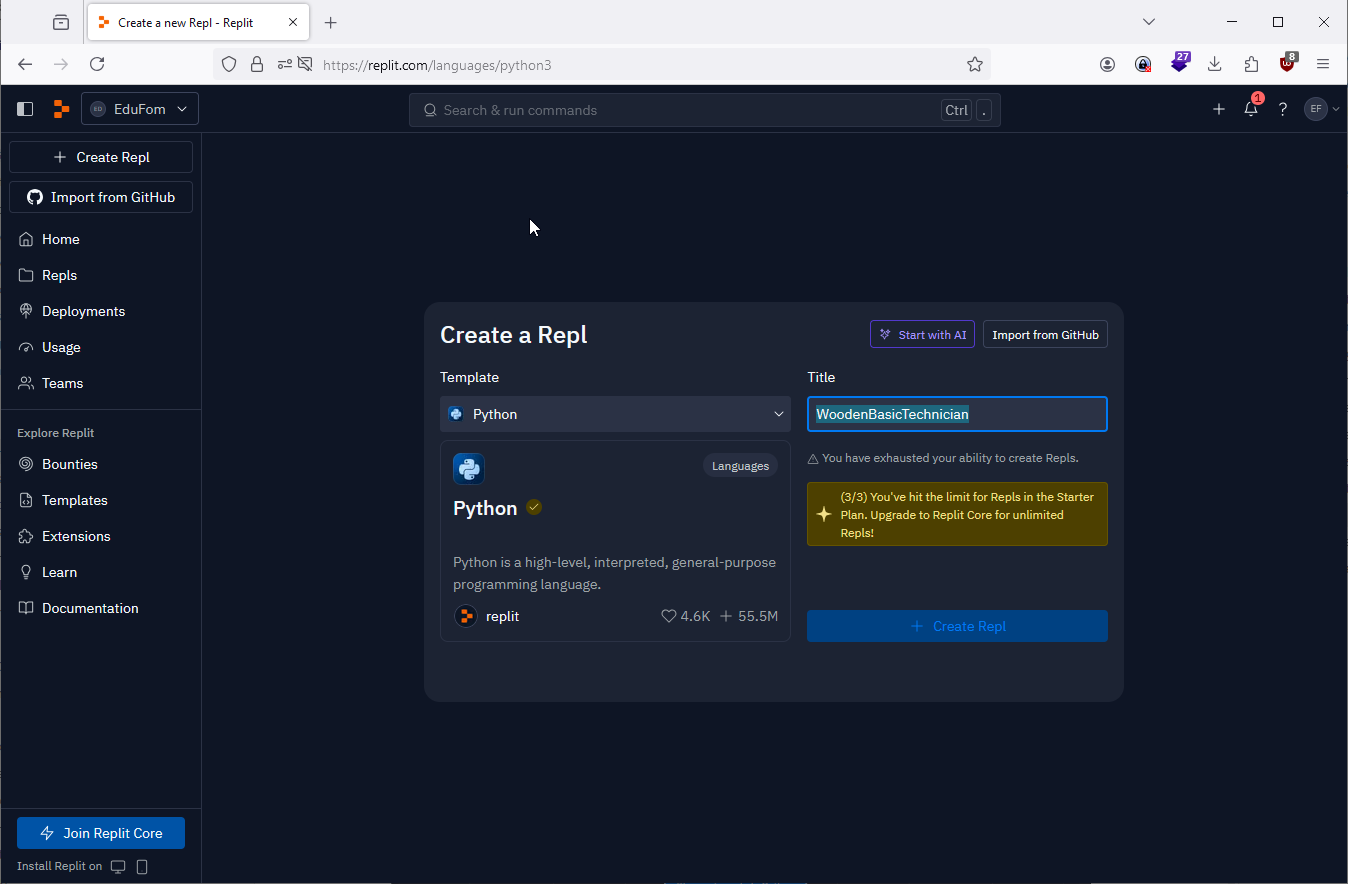 Create a new Repl - Replit
https://replit.com/languages/python3
27
8
EduFom
Search & run commands
Ctrl .
1
EF
Create Repl
Import from GitHub
Home
Repls
Deployments
Usage
Teams
Explore Replit
Bounties
Templates
Extensions
Learn
Documentation
Join Replit Core
Install Replit on
Create a Repl
Start with AI
Import from GitHub
Template
Python
Languages
Python
Python is a high-level, interpreted, general-purpose
programming language.
replit
4.6K
55.5M
Title
WoodenBasicTechnician
You have exhausted your ability to create Repls.
(3/3) You've hit the limit for Repls in the Starter
Plan. Upgrade to Replit Core for unlimited
Repls!
Create Repl